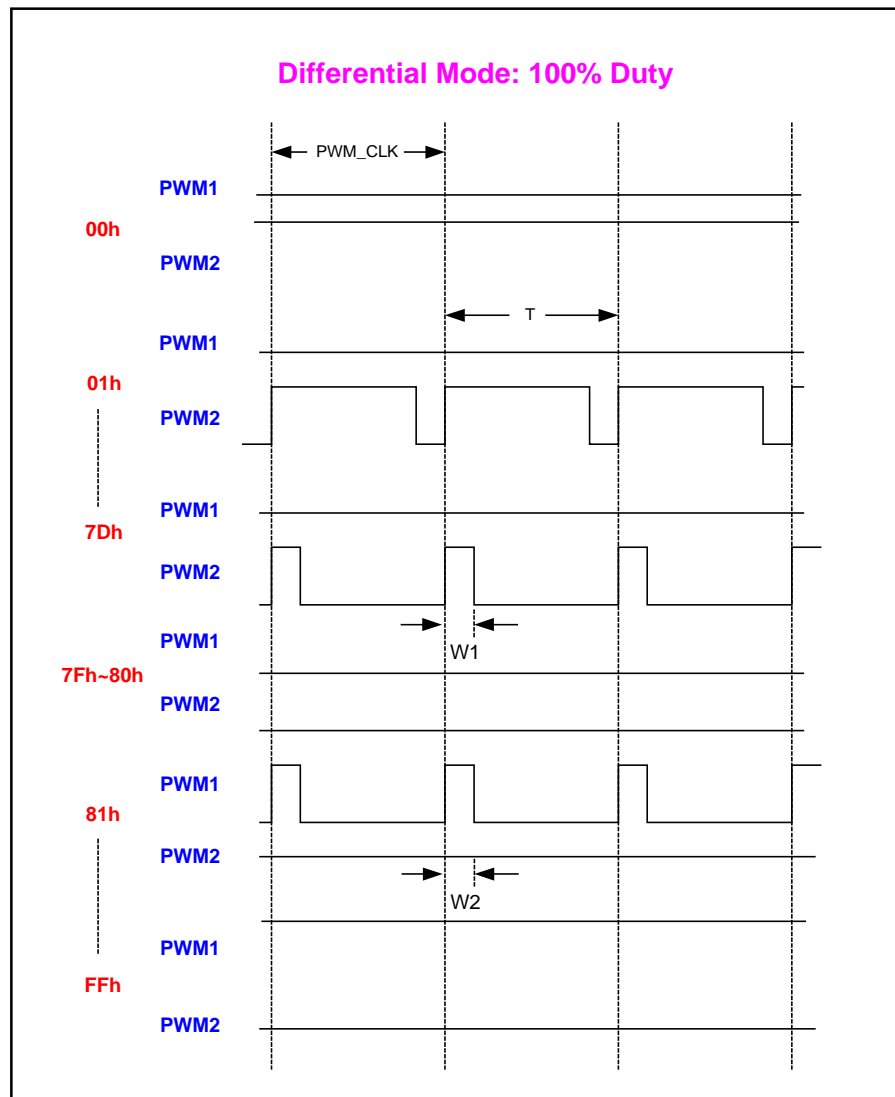 Differential Mode: 100% Duty
PWM_CLK
PWM1
00h
PWM2
T
PWM1
01h
PWM2
PWM1
7Dh
PWM2
W1
PWM1
7Fh~80h
PWM2
PWM1
81h
PWM2
W2
PWM1
FFh
PWM2